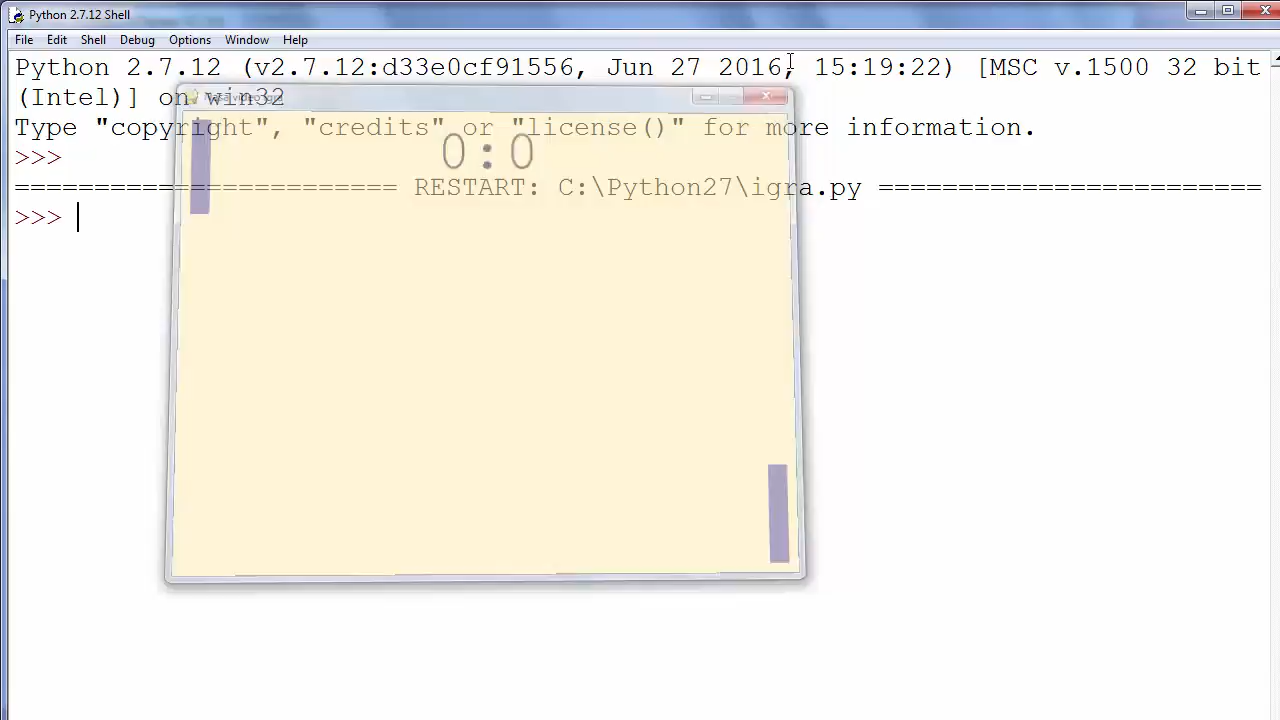 Python 2.7.12 Shell
File Edit Shell Debug Options Window Help
Python 2.7.12 (v2.7.12:d33e0cf91556, Jun 27 2016, 15:19:22) [MSC v.1500 32 bit
(Intel)] on win32
Type "copyright", "credits" or "license()" for more information.
>>>
0:0
======================== RESTART: C:\Python27\igra.py ========================
>>>